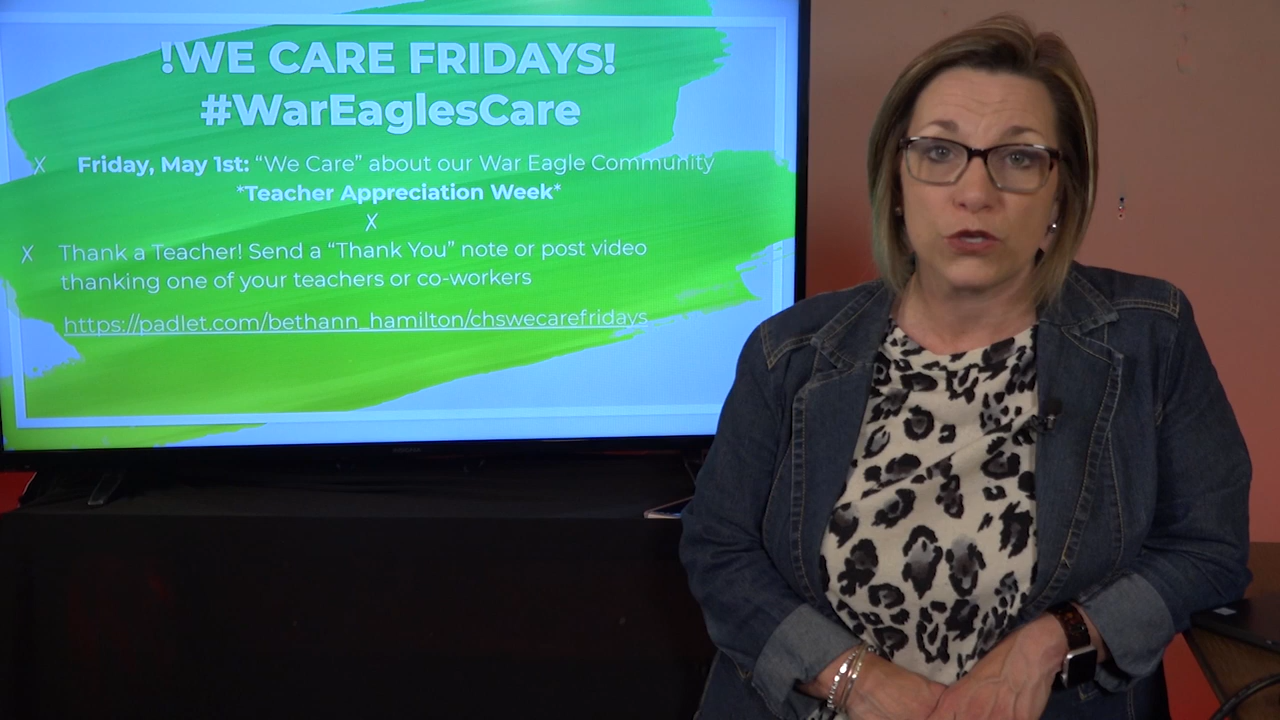 !WE CARE FRIDAYS!
#WarEaglesCare
X Friday, May 1st: “We Care” about our War Eagle Community
*Teacher Appreciation Week*
X
X Thank a Teacher! Send a “Thank You” note or post video
thanking one of your teachers or co-workers
https://padlet.com/bethann_hamilton/chswecarefridays